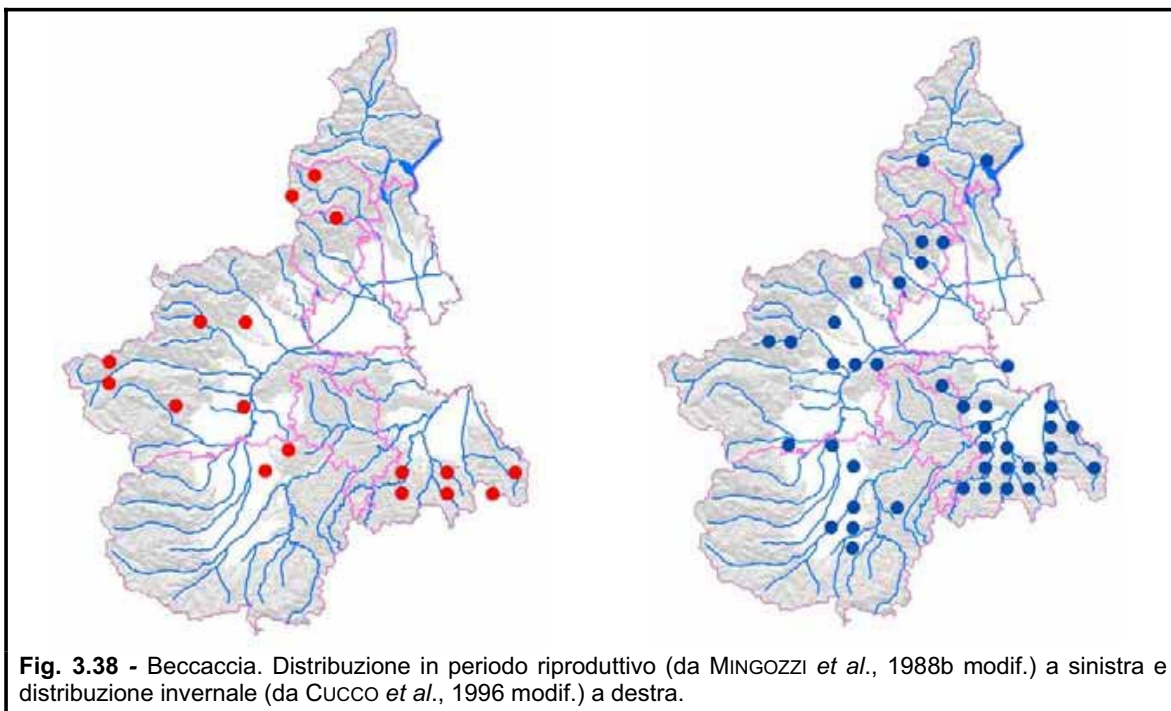 Fig. 3.38 - Beccaccia. Distribuzione in periodo riproduttivo (da MINGOZZI et al., 1988b modif.) a sinistra e
distribuzione invernale (da CUCCO et al., 1996 modif.) a destra.